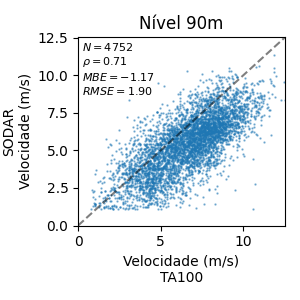 Nível 90m
N = 4752
ρ = 0.71
MBE = −1.17
RMSE = 1.90
12.5
10.0
7.5
5.0
2.5
0.0
SODAR
Velocidade (m/s)
0 5 10
Velocidade (m/s)
TA100